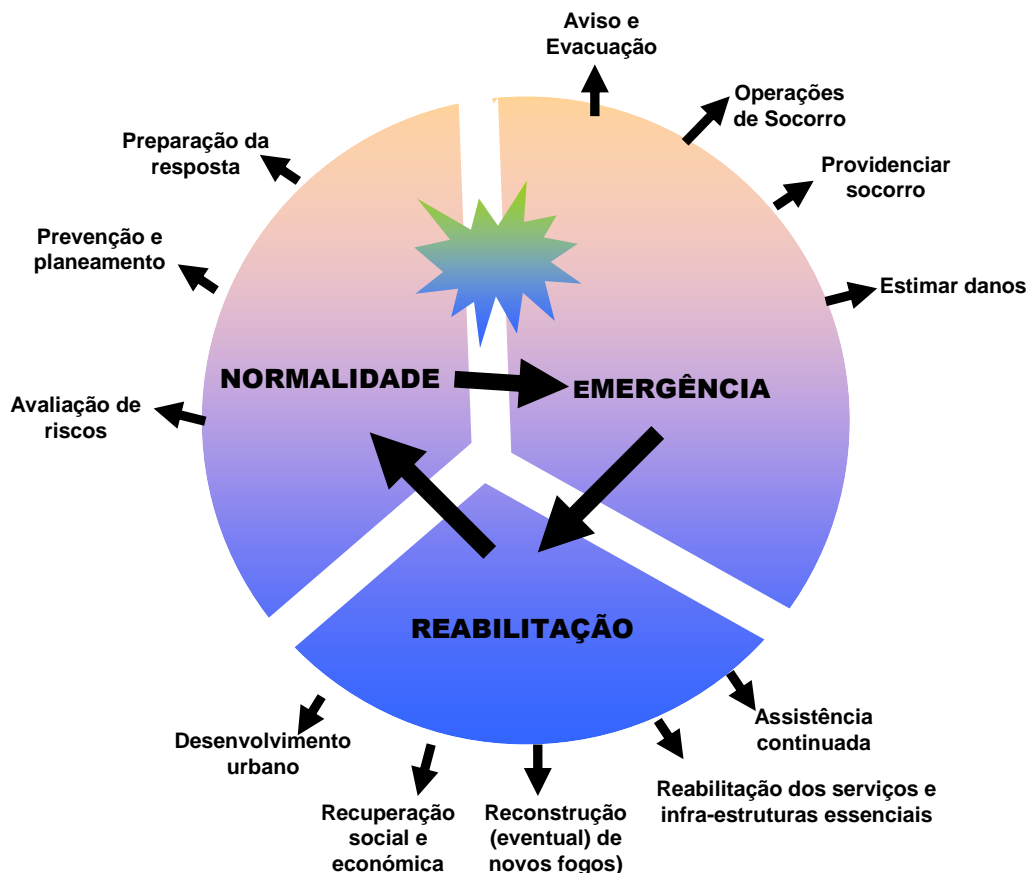 Aviso e
Evacuação
Operações
de Socorro
Providenciar
socorro
Estimar danos
Preparação da
resposta
Prevenção e
planeamento
Avaliação de
riscos
NORMALIDADE
EMERGÊNCIA
REABILITAÇÃO
Assistência
continuada
Reabilitação dos serviços e
infra-estruturas essenciais
Reconstrução
(eventual) de
novos fogos)
Recuperação
social e
económica
Desenvolvimento
urbano